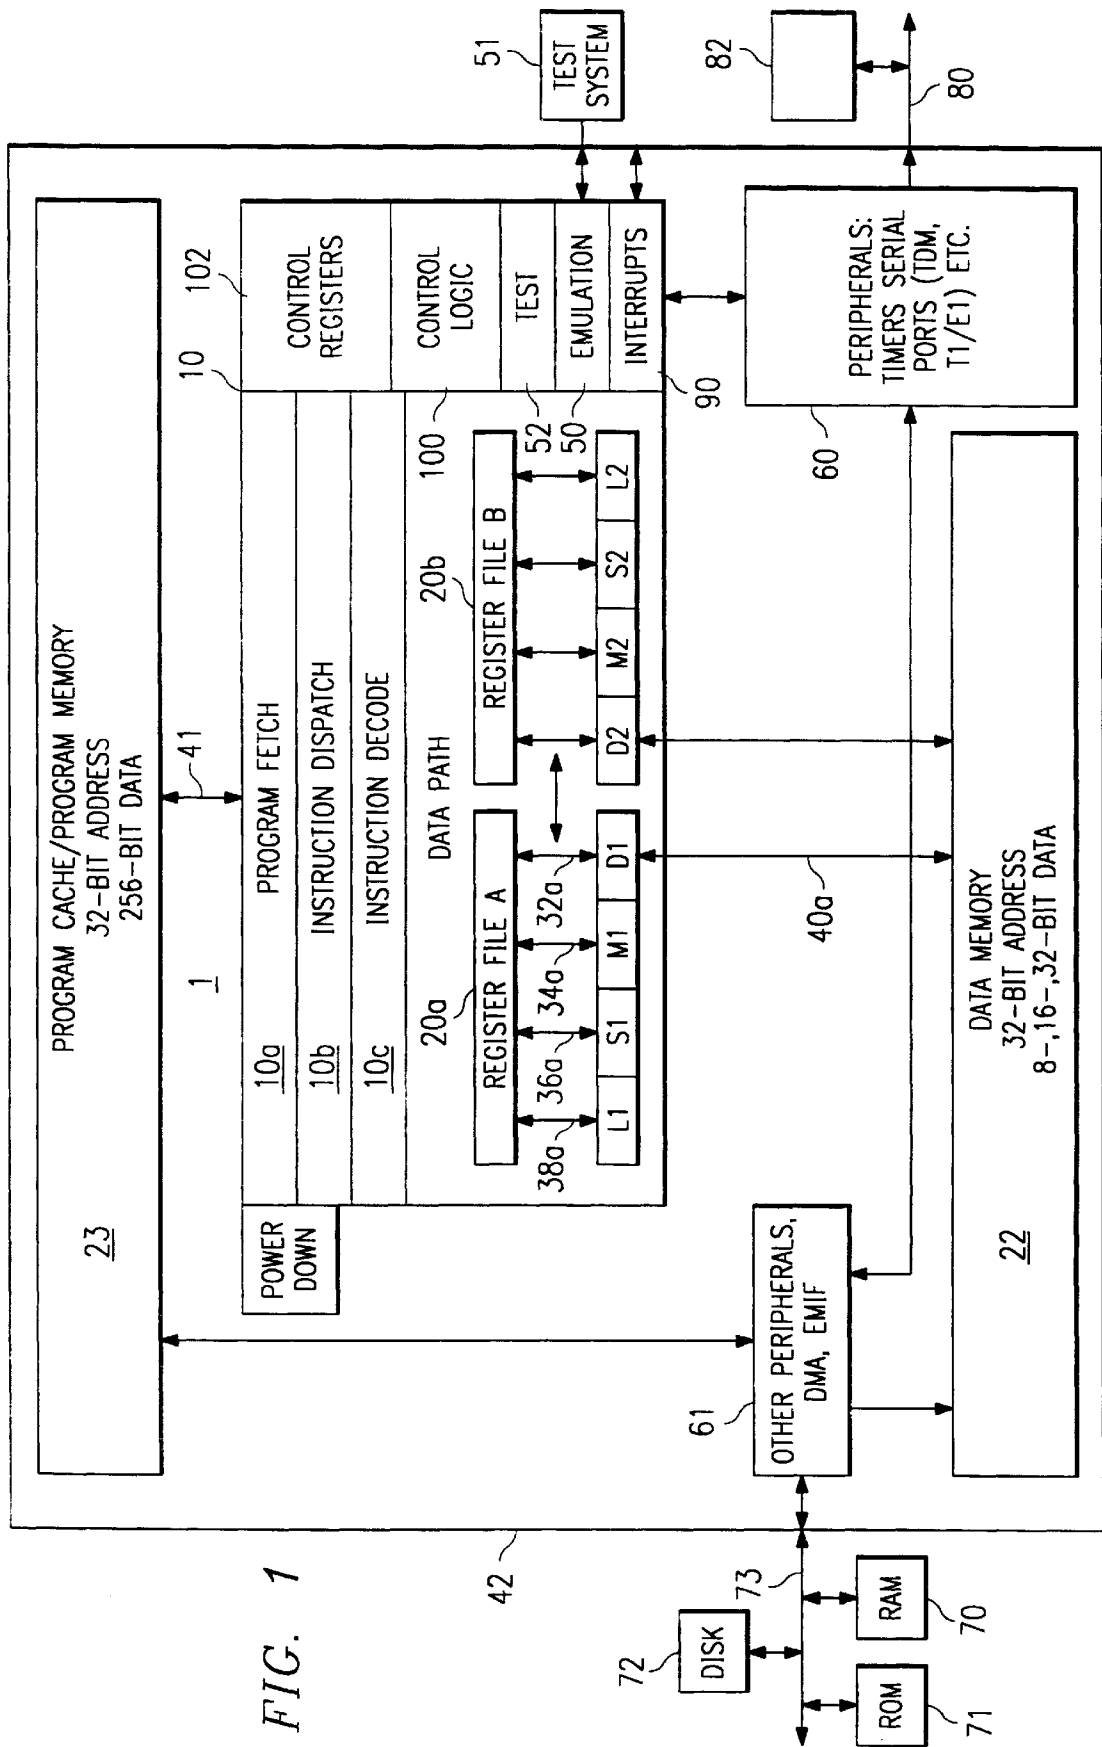 FIG. 1
42
PROGRAM CACHE/PROGRAM MEMORY
32-BIT ADDRESS
256-BIT DATA
23
41
1
10
102
POWER
DOWN
10a
PROGRAM FETCH
10b
INSTRUCTION DISPATCH
10c
INSTRUCTION DECODE
DATA PATH
100
CONTROL
REGISTERS
CONTROL
LOGIC
TEST
EMULATION
INTERRUPTS
52
50
90
51
TEST
SYSTEM
20a
REGISTER FILE A
20b
REGISTER FILE B
38a
36a
34a
32a
L1
S1
M1
D1
D2
M2
S2
L2
40a
61
OTHER PERIPHERALS,
DMA, EMIF
60
PERIPHERALS:
TIMERS SERIAL
PORTS (TDM,
T1/E1) ETC.
82
80
DATA MEMORY
32-BIT ADDRESS
8-,16-,32-BIT DATA
22
72
DISK
73
ROM
71
RAM
70